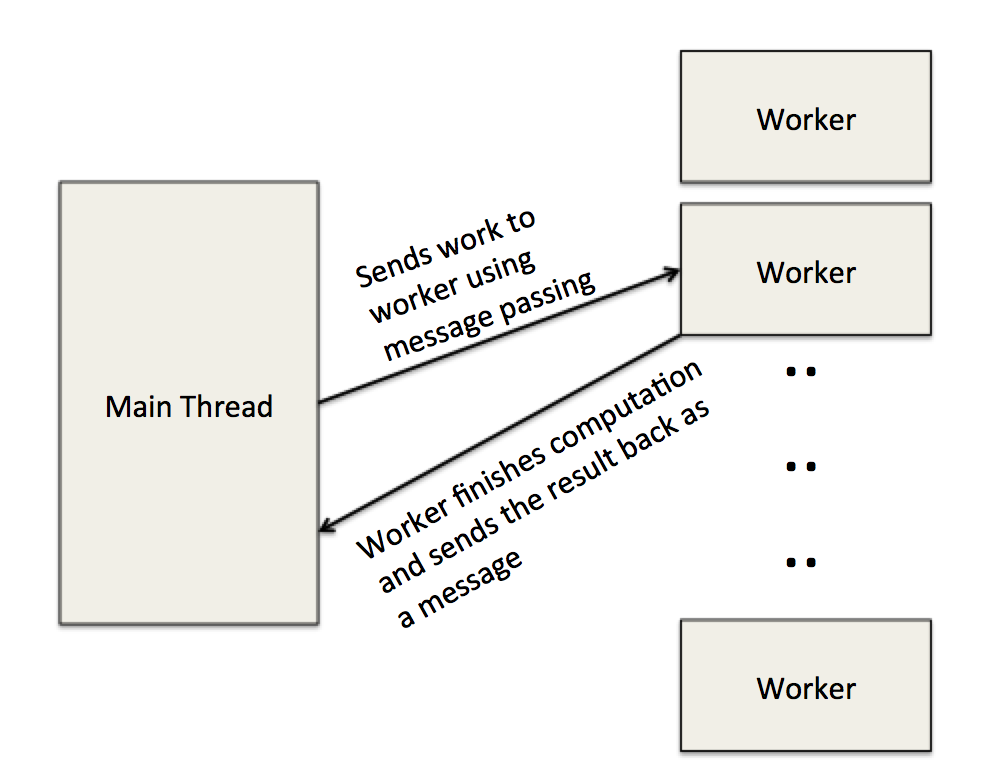 Worker
Sends work to
worker using
message passing
Worker
Main Thread
Worker finishes computation
and sends the result back as
a message
Worker